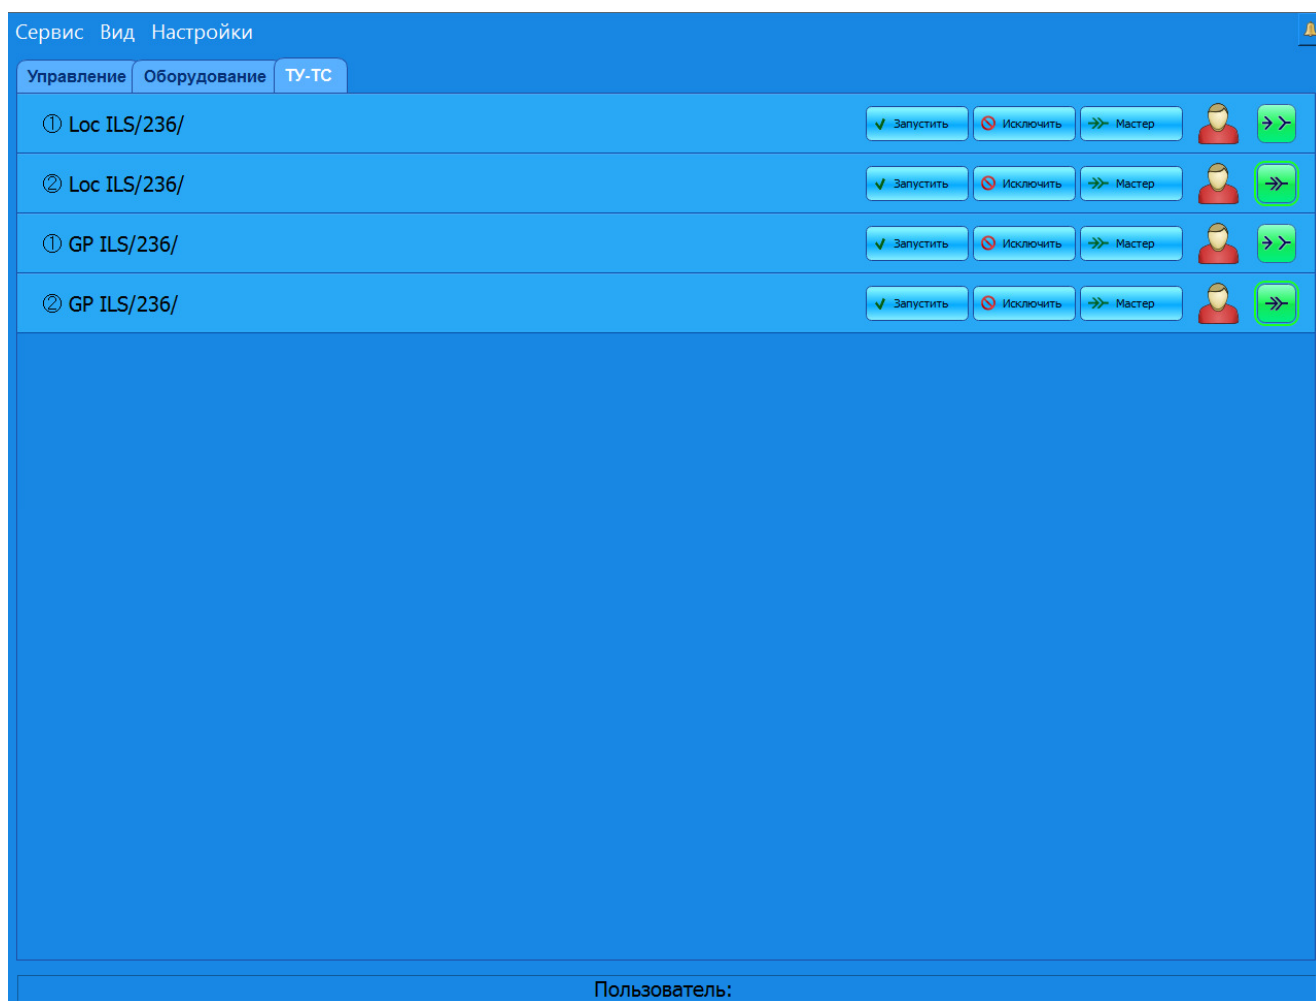 Сервис Вид Настройки
Управление Оборудование ТУ-ТС
① Loc ILS/236/ Запустить Исключить Мастер
② Loc ILS/236/ Запустить Исключить Мастер
① GP ILS/236/ Запустить Исключить Мастер
② GP ILS/236/ Запустить Исключить Мастер
Пользователь: